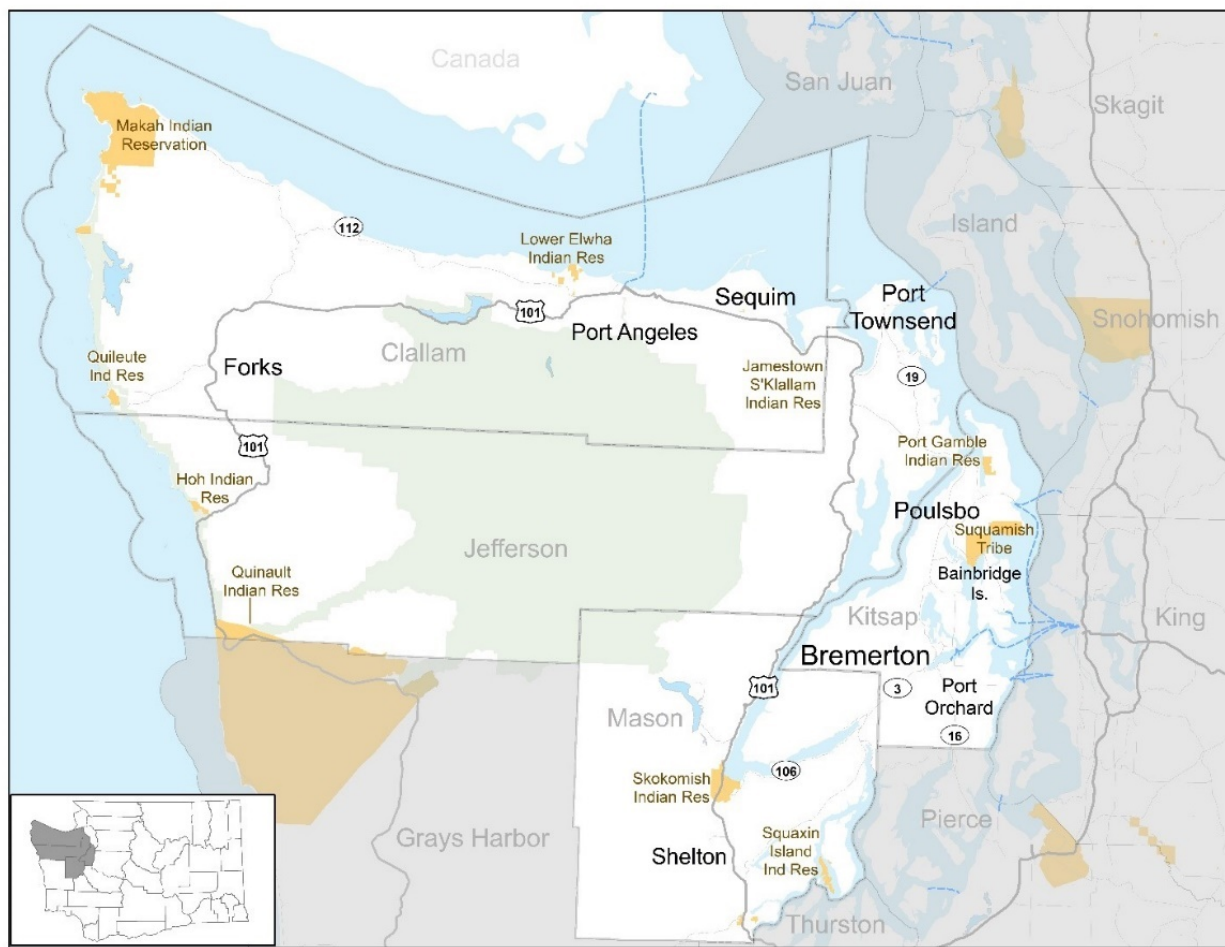 Canada
San Juan
Skagit
Makah Indian
Reservation
Island
112
Lower Elwha
Indian Res
Sequim
Port
Townsend
Snohomish
101
Port Angeles
Clallam
Quileute
Ind Res
Forks
Jamestown
S'Klallam
Indian Res
19
101
Port Gamble
Indian Res
Hoh Indian
Res
Poulsbo
Suquamish
Tribe
Jefferson
Bainbridge
Is.
Quinault
Indian Res
Kitsap
King
Bremerton
101
3
Port
Orchard
Mason
16
106
Skokomish
Indian Res
Pierce
Grays Harbor
Shelton
Squaxin
Island
Ind Res
Thurston